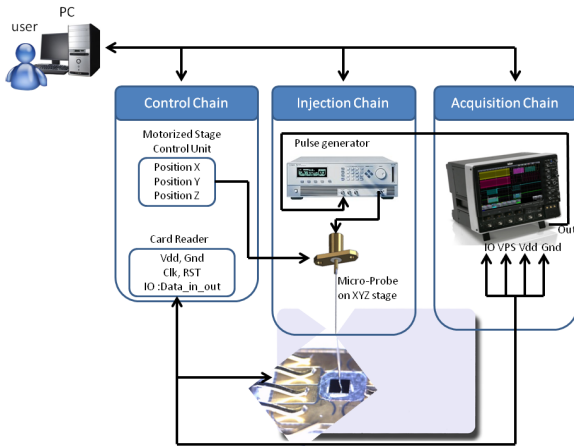 PC
user
Control Chain
Injection Chain
Acquisition Chain
Motorized Stage
Control Unit
Position X
Position Y
Position Z
Pulse generator
Card Reader
Vdd, Gnd
Clk, RST
IO :Data_in_out
Micro-Probe
on XYZ stage
Out
IO VPS Vdd Gnd